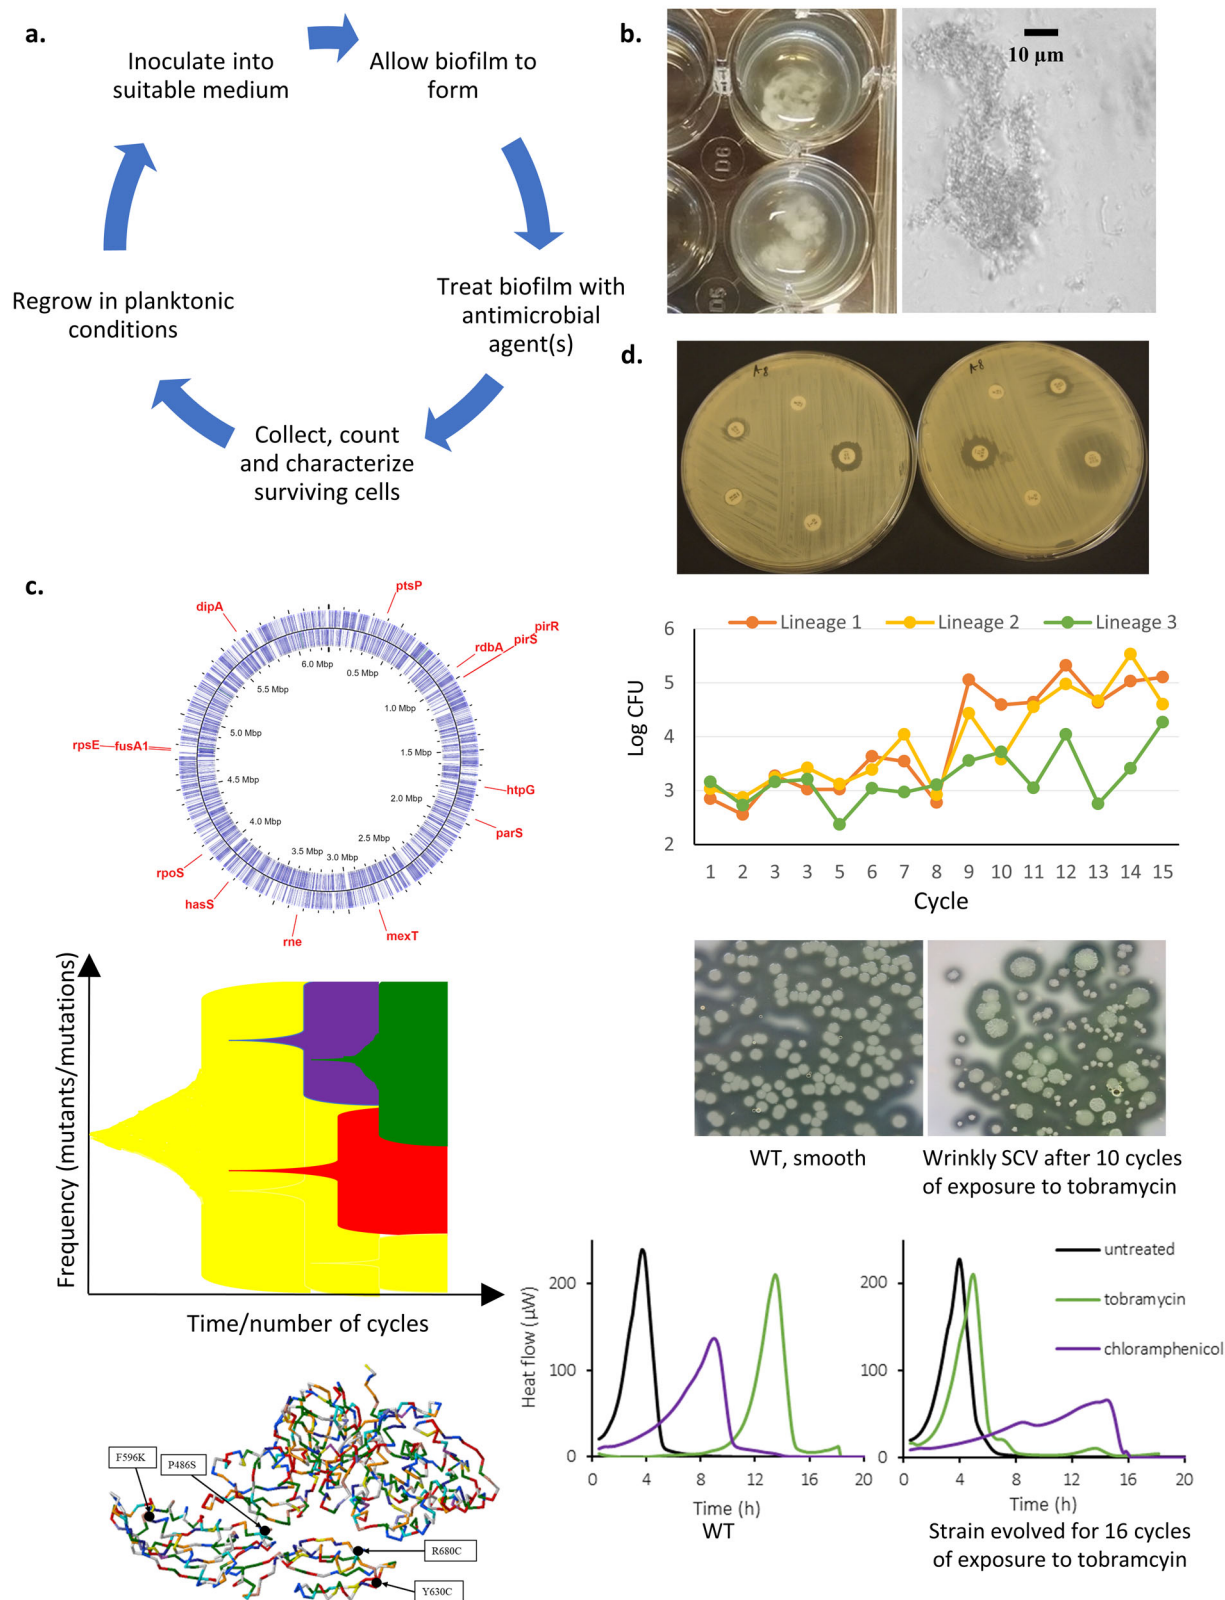 a.
Inoculate into
suitable medium
Allow biofilm to
form
Treat biofilm with
antimicrobial
agent(s)
Collect, count
and characterize
surviving cells
Regrow in planktonic
conditions
b.
D6
D5
10 µm
c.
ptsP
dipA
pirR
pirS
rdbA
rpsE
fusA1
htpG
parS
rpoS
hasS
rne
mexT
6.0 Mbp
0.5 Mbp
5.5 Mbp
1.0 Mbp
5.0 Mbp
1.5 Mbp
4.5 Mbp
2.0 Mbp
4.0 Mbp
2.5 Mbp
3.5 Mbp
3.0 Mbp
Frequency (mutants/mutations)
Time/number of cycles
F596K
P486S
R680C
Y630C
d.
A-8
A-8
Lineage 1
Lineage 2
Lineage 3
Log CFU
6
5
4
3
2
1 2 3 3 5 6 7 8 9 10 11 12 13 14 15
Cycle
WT, smooth
Wrinkly SCV after 10 cycles
of exposure to tobramycin
Heat flow (µW)
200
100
0
0 4 8 12 16 20
Time (h)
WT
untreated
tobramycin
chloramphenicol
200
100
0
0 4 8 12 16 20
Time (h)
Strain evolved for 16 cycles
of exposure to tobramcyin